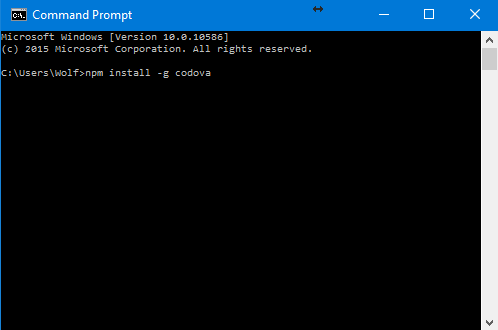 Command Prompt
Microsoft Windows [Version 10.0.10586]
(c) 2015 Microsoft Corporation. All rights reserved.
C:\Users\Wolf>npm install -g codova